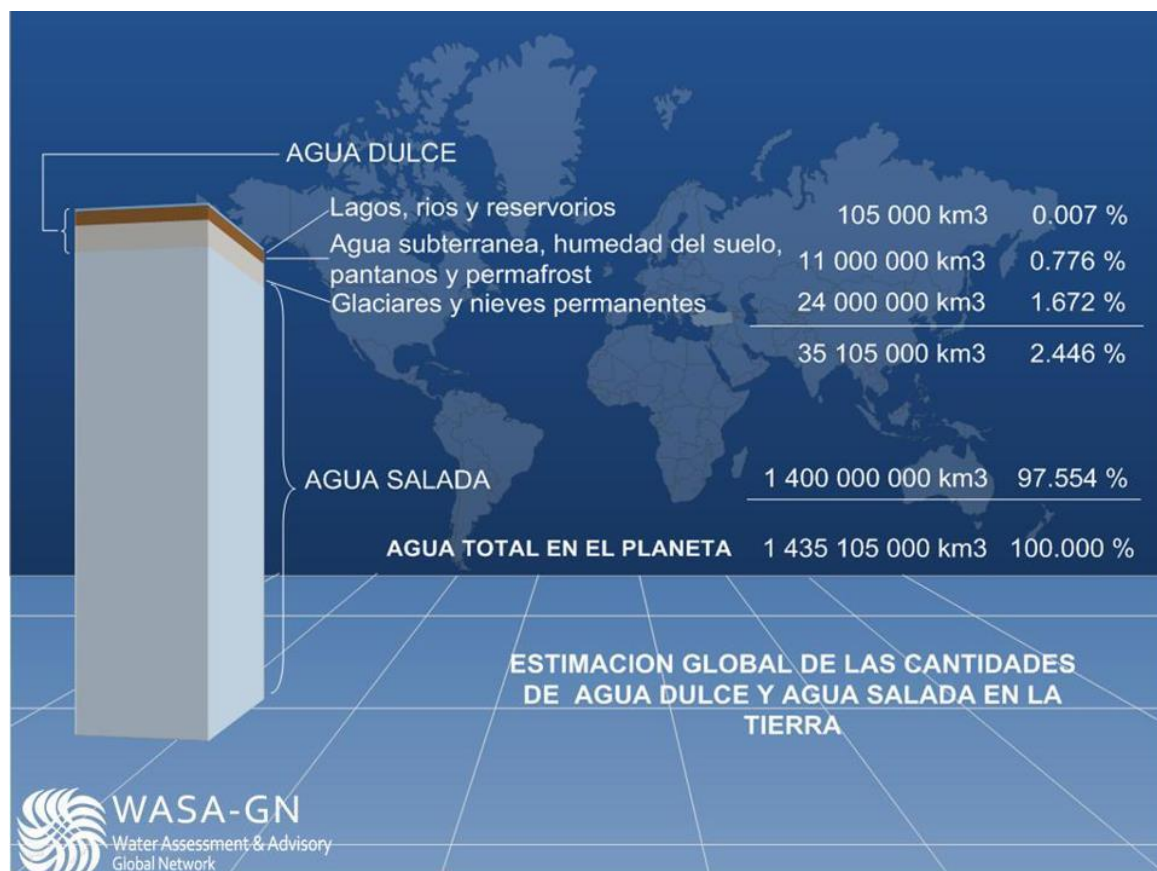 AGUA DULCE
Lagos, rios y reservorios 105 000 km3 0.007 %
Agua subterranea, humedad del suelo,
pantanos y permafrost 11 000 000 km3 0.776 %
Glaciares y nieves permanentes 24 000 000 km3 1.672 %
35 105 000 km3 2.446 %
AGUA SALADA 1 400 000 000 km3 97.554 %
AGUA TOTAL EN EL PLANETA 1 435 105 000 km3 100.000 %
ESTIMACION GLOBAL DE LAS CANTIDADES
DE AGUA DULCE Y AGUA SALADA EN LA
TIERRA
WASA-GN
Water Assessment & Advisory
Global Network